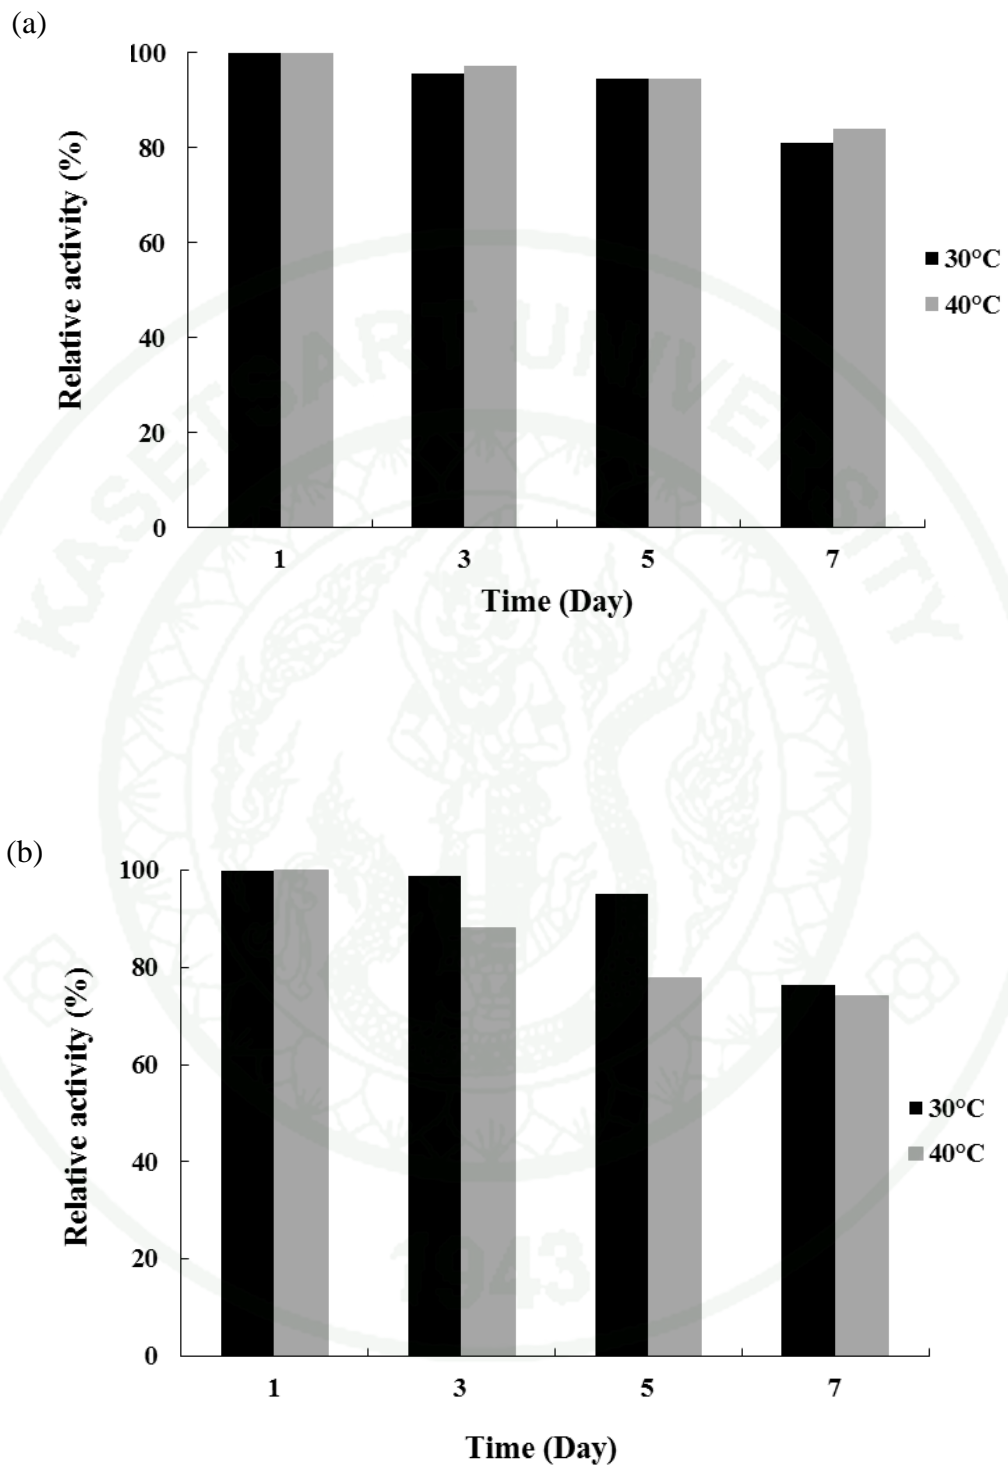 (a)
100
80
60
40
20
0
Relative activity (%)
1 3 5 7
Time (Day)
30°C
40°C
KASETSART UNIVERSITY
(b)
100
80
60
40
20
0
Relative activity (%)
1 3 5 7
Time (Day)
30°C
40°C
1943